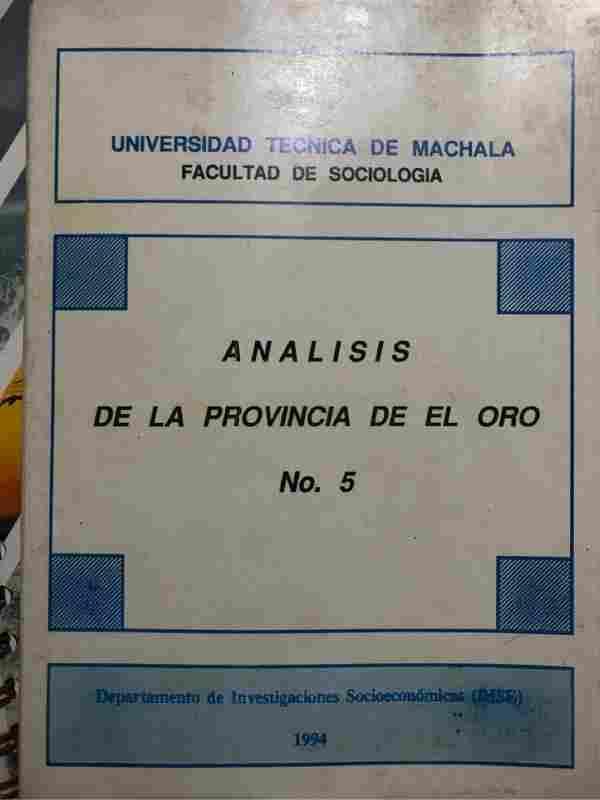 UNIVERSIDAD TECNICA DE MACHALA
FACULTAD DE SOCIOLOGIA
ANALISIS
DE LA PROVINCIA DE EL ORO
No. 5
Departamento de Investigaciones Socioeconómicas
1994